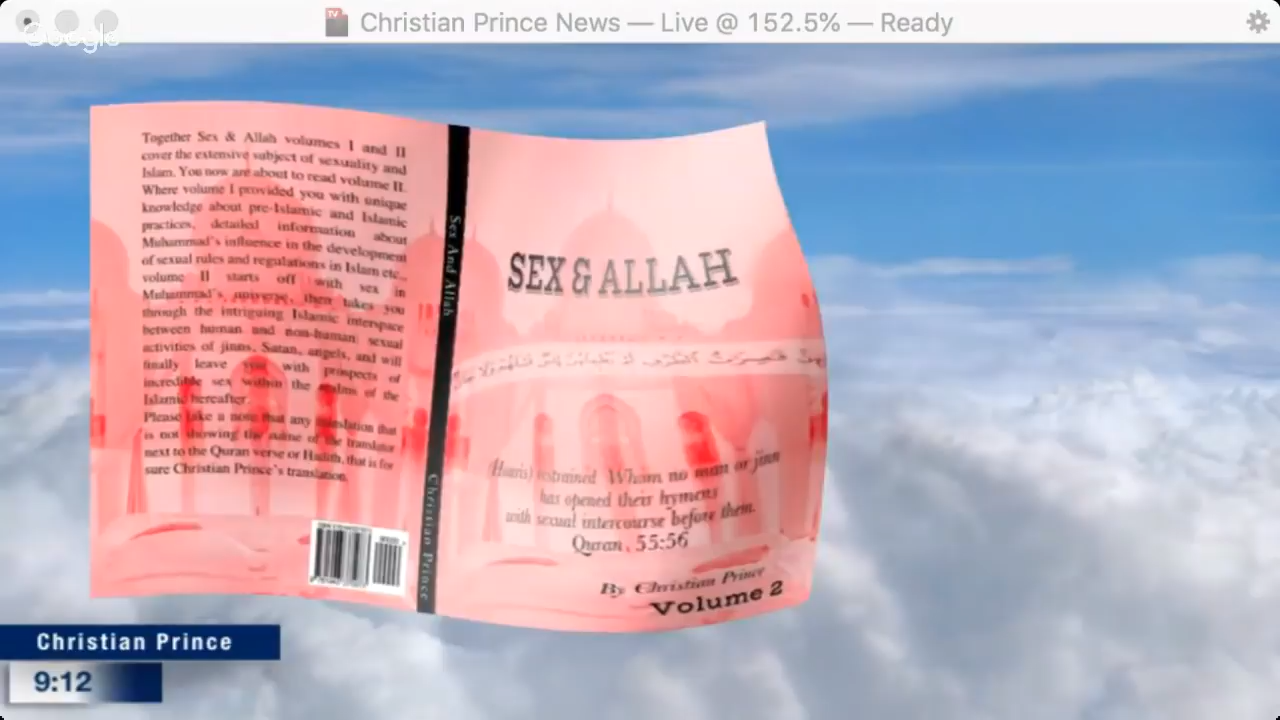 TV
Christian Prince News — Live @ 152.5% — Ready
Google
Together Sex & Allah volumes I and II
cover the extensive subject of sexuality and
Islam. You now are about to read volume II.
Where volume I provided you with unique
knowledge about pre-Islamic and Islamic
practices, detailed information about
Muhammad's influence in the development
of sexual rules and regulations in Islam etc.,
volume II starts off with sex in
Muhammad's universe, then takes you
through the intriguing Islamic interspace
between human and non-human sexual
activities of jinns, Satan, angels, and will
finally leave you with prospects of
incredible sex within the realms of the
Islamic hereafter.
Please take a note that any translation that
is not showing the name of the translator
next to the Quran verse or Hadith, that is for
sure Christian Prince's translation.
Sex And Allah
Christian Prince
SEX & ALLAH
(Houris) restrained Whom no man or jinn
has opened their hymens
with sexual intercourse before them.
Quran, 55:56
By Christian Prince
Volume 2
Christian Prince
9:12